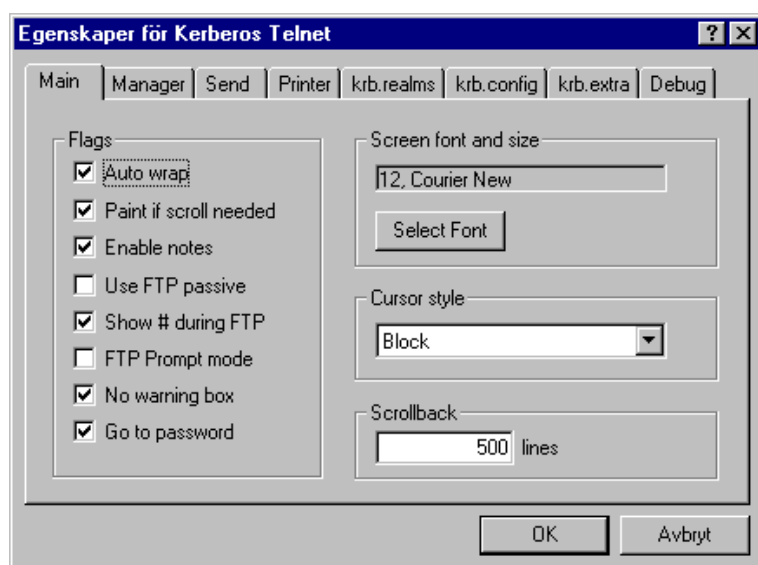 Egenskaper för Kerberos Telnet
Main Manager Send Printer krb.realms krb.config krb.extra Debug
Flags
Auto wrap
Paint if scroll needed
Enable notes
Use FTP passive
Show # during FTP
FTP Prompt mode
No warning box
Go to password
Screen font and size
12, Courier New
Select Font
Cursor style
Block
Scrollback
500 lines
OK Avbryt